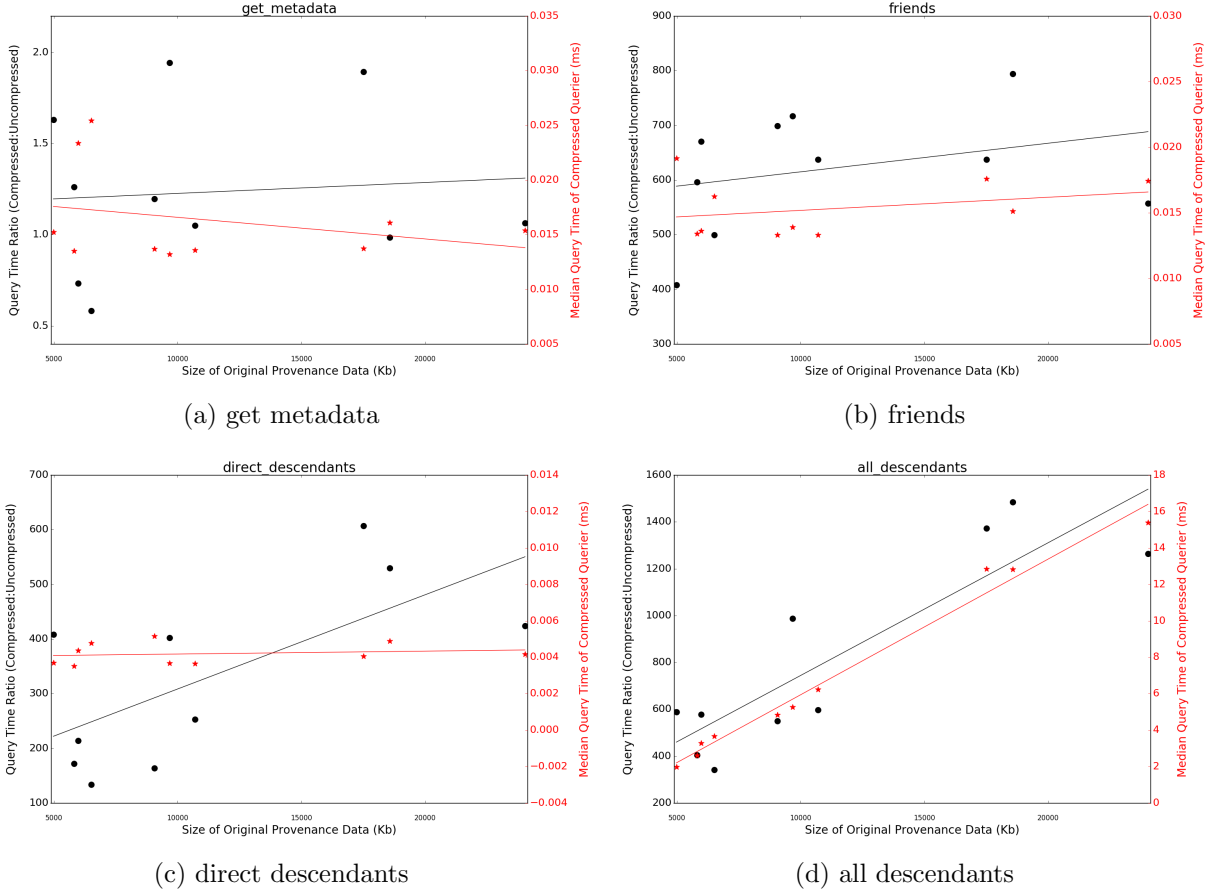 get_metadata
Query Time Ratio (Compressed:Uncompressed)
2.0
1.5
1.0
0.5
0.035
0.030
0.025
0.020
0.015
0.010
0.005
Median Query Time of Compressed Querier (ms)
5000 10000 15000 20000
Size of Original Provenance Data (Kb)
(a) get metadata
friends
Query Time Ratio (Compressed:Uncompressed)
900
800
700
600
500
400
300
0.030
0.025
0.020
0.015
0.010
0.005
Median Query Time of Compressed Querier (ms)
5000 10000 15000 20000
Size of Original Provenance Data (Kb)
(b) friends
direct_descendants
Query Time Ratio (Compressed:Uncompressed)
700
600
500
400
300
200
100
0.014
0.012
0.010
0.008
0.006
0.004
0.002
0.000
−0.002
−0.004
Median Query Time of Compressed Querier (ms)
5000 10000 15000 20000
Size of Original Provenance Data (Kb)
(c) direct descendants
all_descendants
Query Time Ratio (Compressed:Uncompressed)
1600
1400
1200
1000
800
600
400
200
18
16
14
12
10
8
6
4
2
0
Median Query Time of Compressed Querier (ms)
5000 10000 15000 20000
Size of Original Provenance Data (Kb)
(d) all descendants